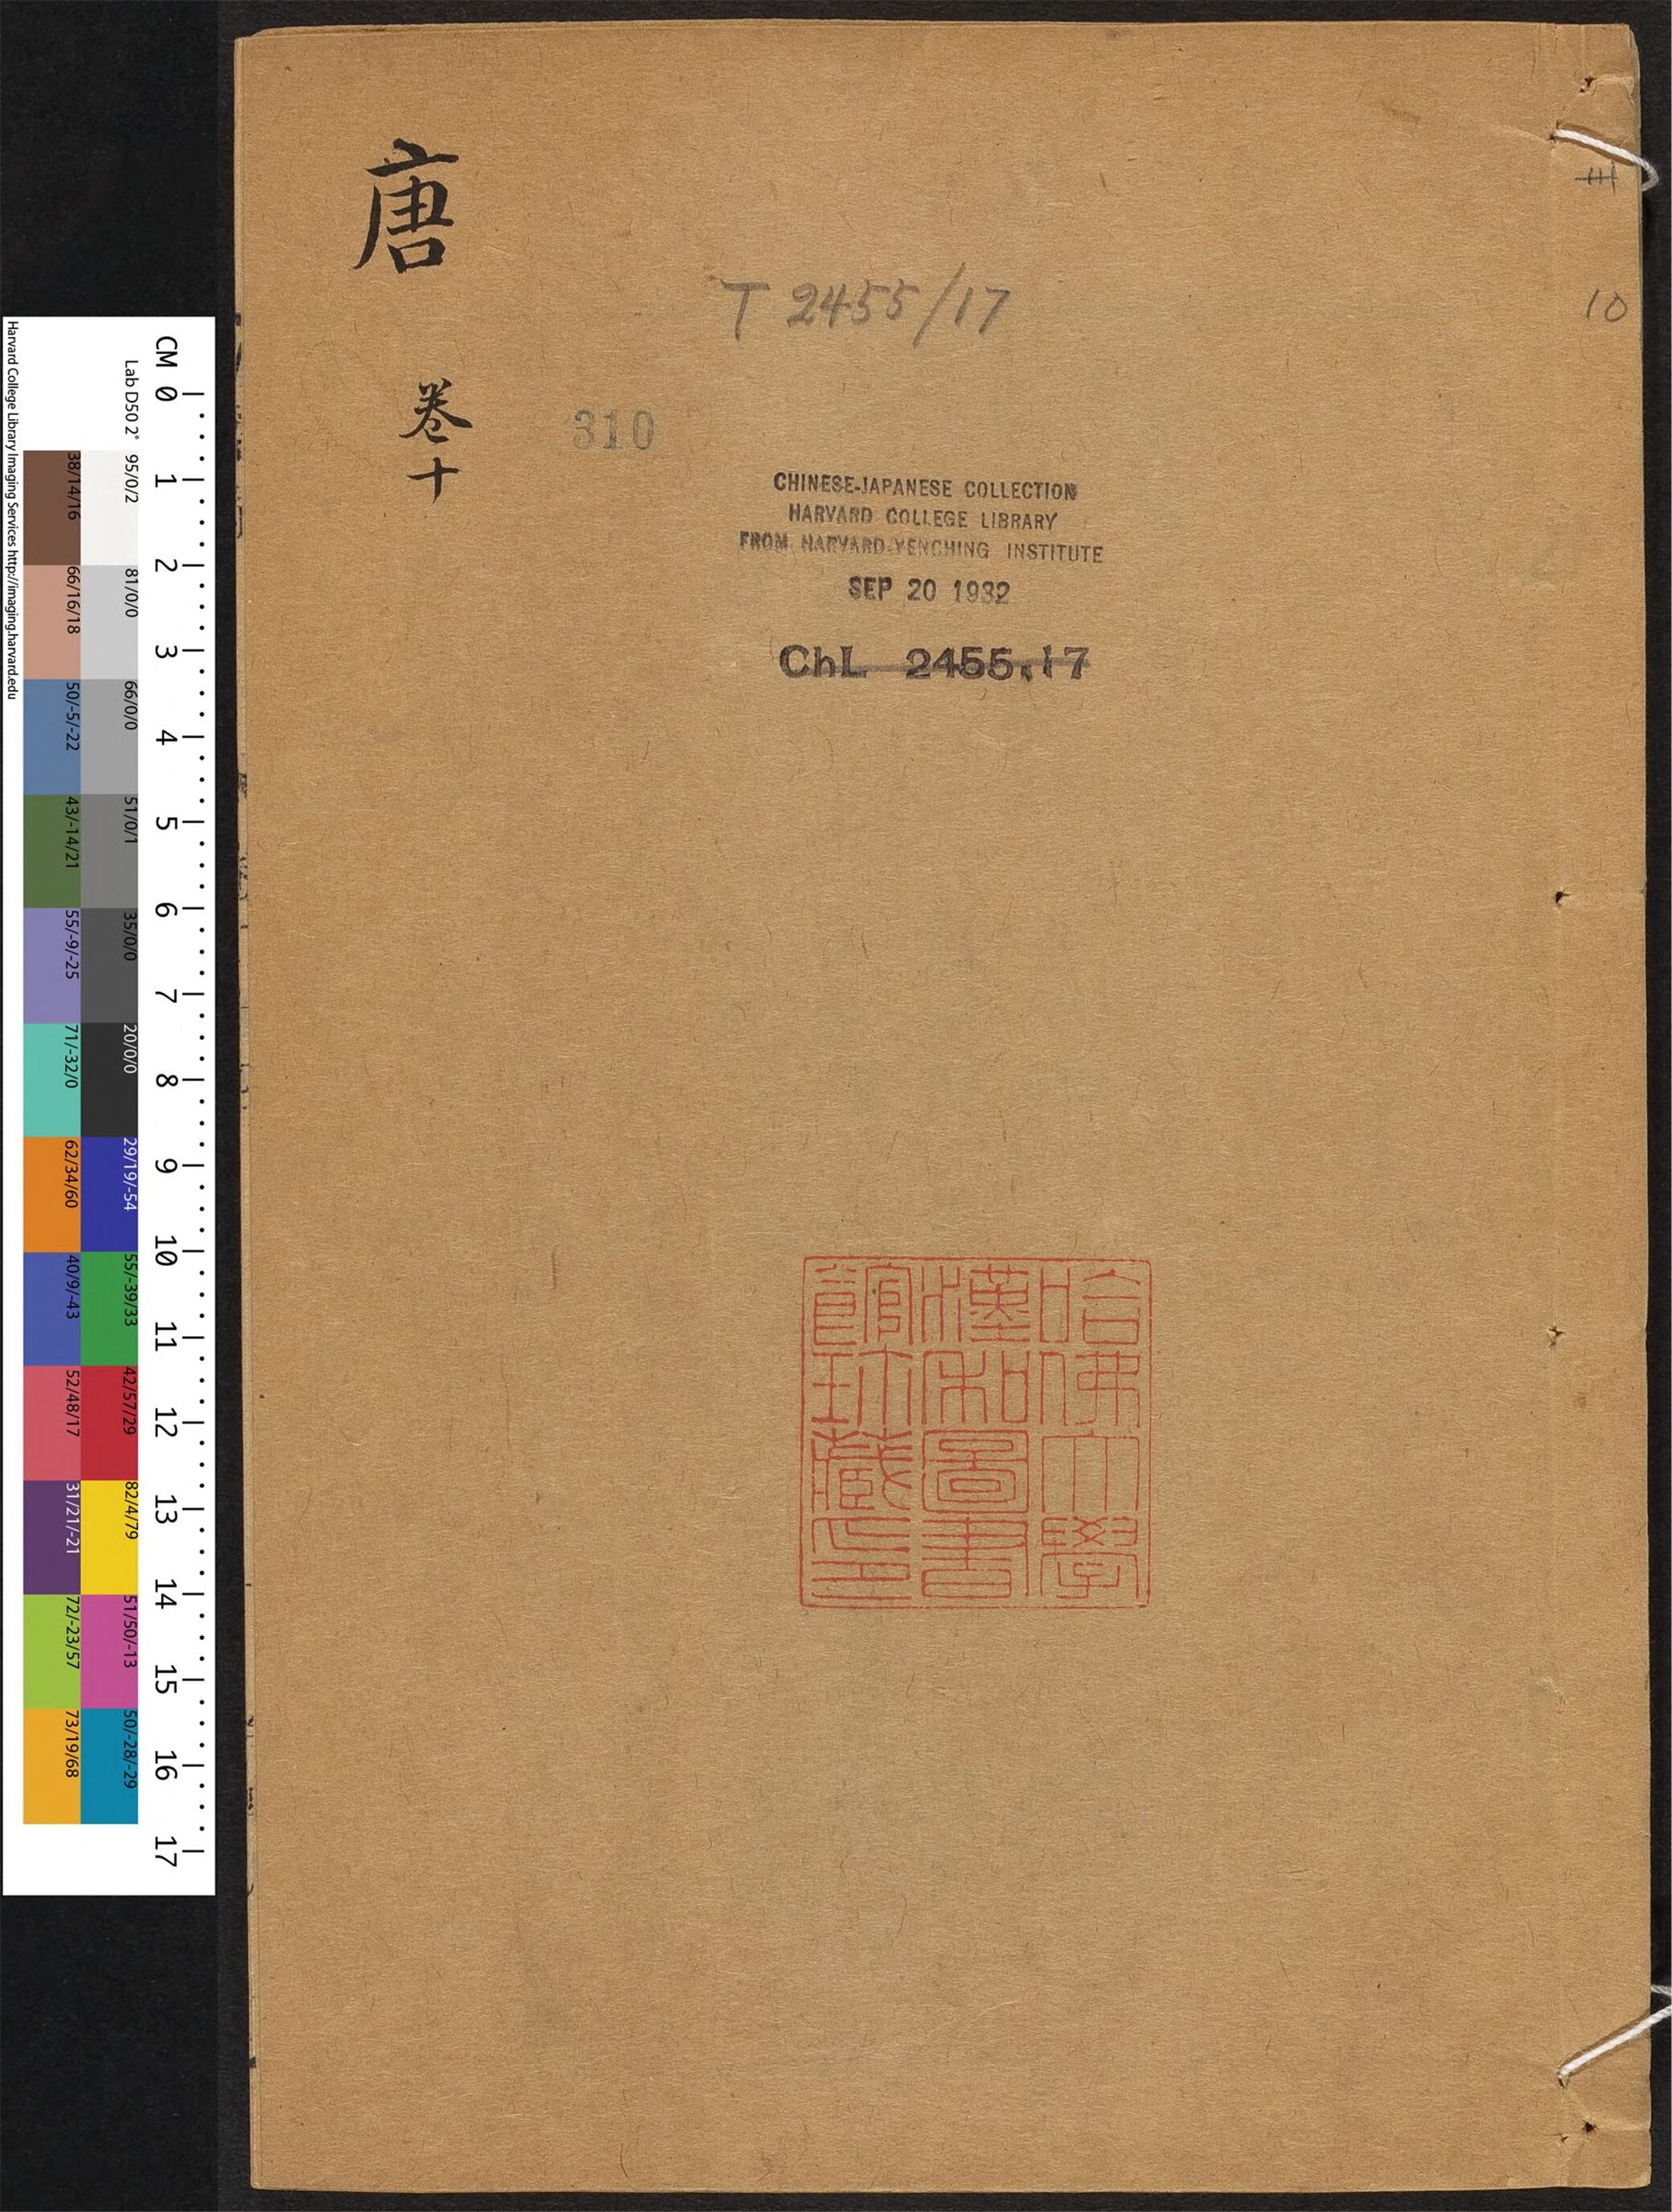 唐
卷十
T 2455/17
10
310
CHINESE-JAPANESE COLLECTION
HARVARD COLLEGE LIBRARY
FROM HARVARD-YENCHING INSTITUTE
SEP 20 1932
ChL 2455.17
哈佛大學
漢和圖書
館珍藏印
CM 0 1 2 3 4 5 6 7 8 9 10 11 12 13 14 15 16 17
Lab D50 2°
95/0/2
81/0/0
66/0/0
51/0/1
35/0/0
20/0/0
29/19/-54
55/-39/33
42/57/29
82/4/79
51/50/-13
50/-28/-29
38/14/16
66/16/18
50/-5/-22
43/-14/21
55/-9/-25
71/-32/0
62/34/60
40/9/-43
52/48/17
31/21/-21
72/-23/57
73/19/68
Harvard College Library Imaging Services http://imaging.harvard.edu